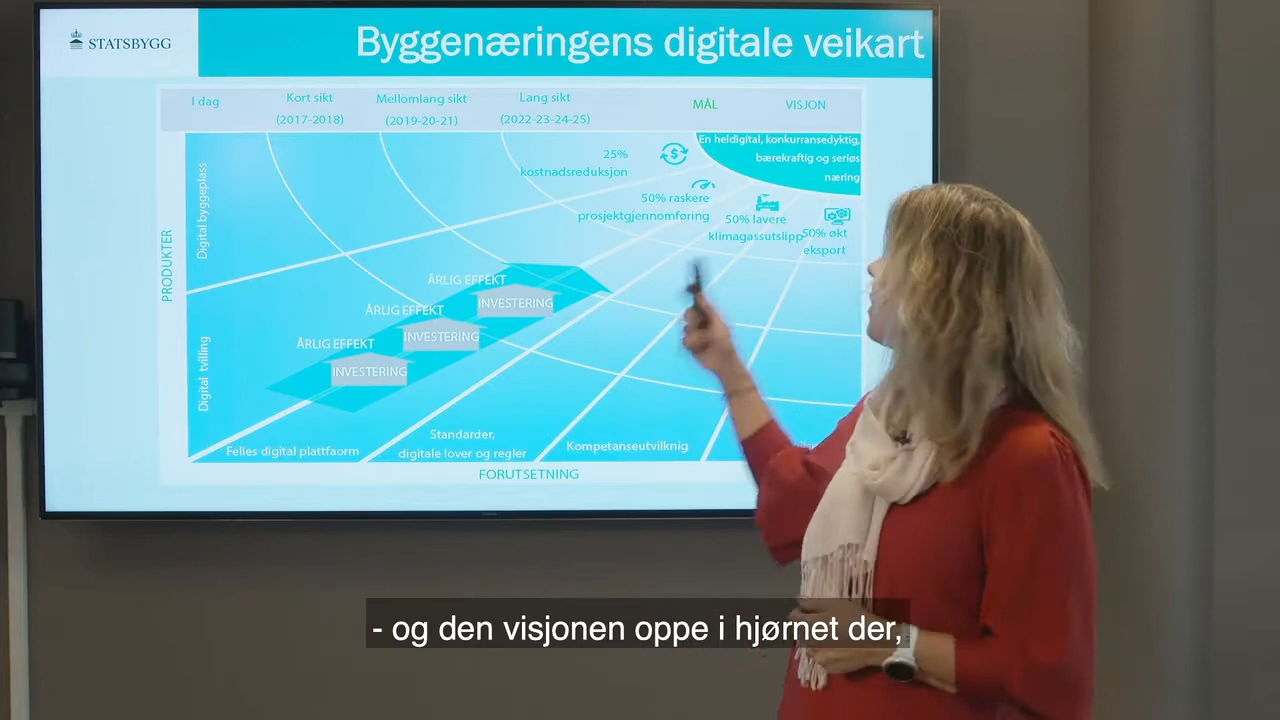 STATSBYGG
Byggenæringens digitale veikart
I dag
Kort sikt
(2017-2018)
Mellomlang sikt
(2019-20-21)
Lang sikt
(2022-23-24-25)
MÅL
VISJON
En heldigital, konkurransedyktig,
bærekraftig og seriøs
næring
25%
kostnadsreduksjon
50% raskere
prosjektgjennomføring
50% lavere
klimagassutslipp
50% økt
eksport
PRODUKTER
Digital byggeplass
Digital tvilling
ÅRLIG EFFEKT
INVESTERING
ÅRLIG EFFEKT
INVESTERING
ÅRLIG EFFEKT
INVESTERING
Felles digital plattfaorm
Standarder,
digitale lover og regler
Kompetanseutvilknig
FORUTSETNING
- og den visjonen oppe i hjørnet der,